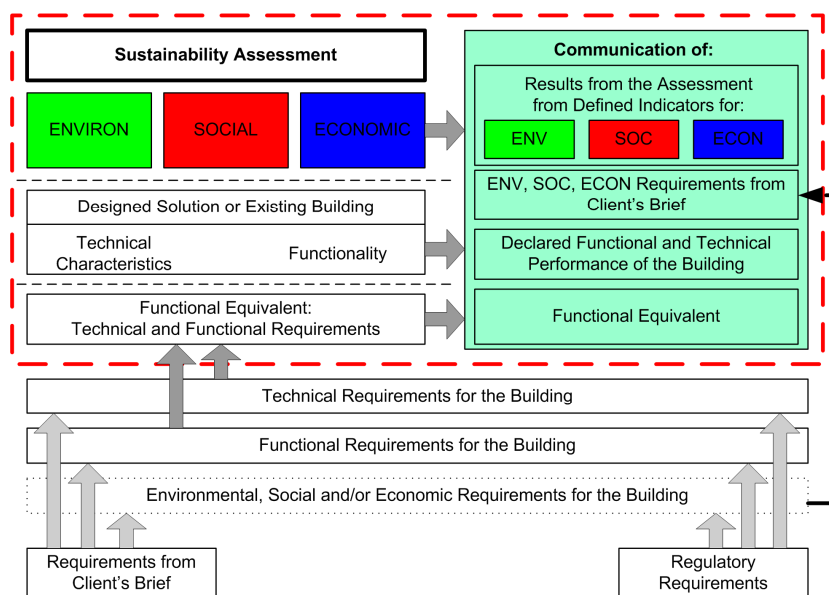 Sustainability Assessment
ENVIRON
SOCIAL
ECONOMIC
Designed Solution or Existing Building
Technical
Characteristics
Functionality
Functional Equivalent:
Technical and Functional Requirements
Communication of:
Results from the Assessment
from Defined Indicators for:
ENV
SOC
ECON
ENV, SOC, ECON Requirements from
Client's Brief
Declared Functional and Technical
Performance of the Building
Functional Equivalent
Technical Requirements for the Building
Functional Requirements for the Building
Environmental, Social and/or Economic Requirements for the Building
Requirements from
Client's Brief
Regulatory
Requirements